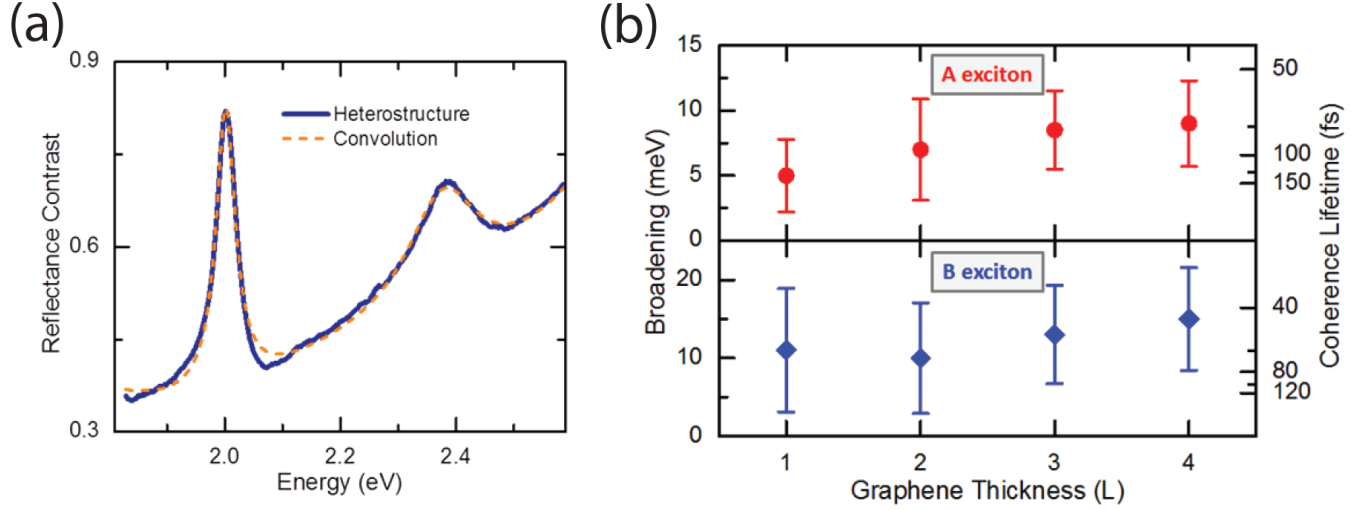 (a)
0.9
0.6
0.3
Reflectance Contrast
Heterostructure
Convolution
2.0
2.2
2.4
Energy (eV)
(b)
15
10
5
0
20
10
0
Broadening (meV)
A exciton
B exciton
50
100
150
40
80
120
Coherence Lifetime (fs)
1
2
3
4
Graphene Thickness (L)